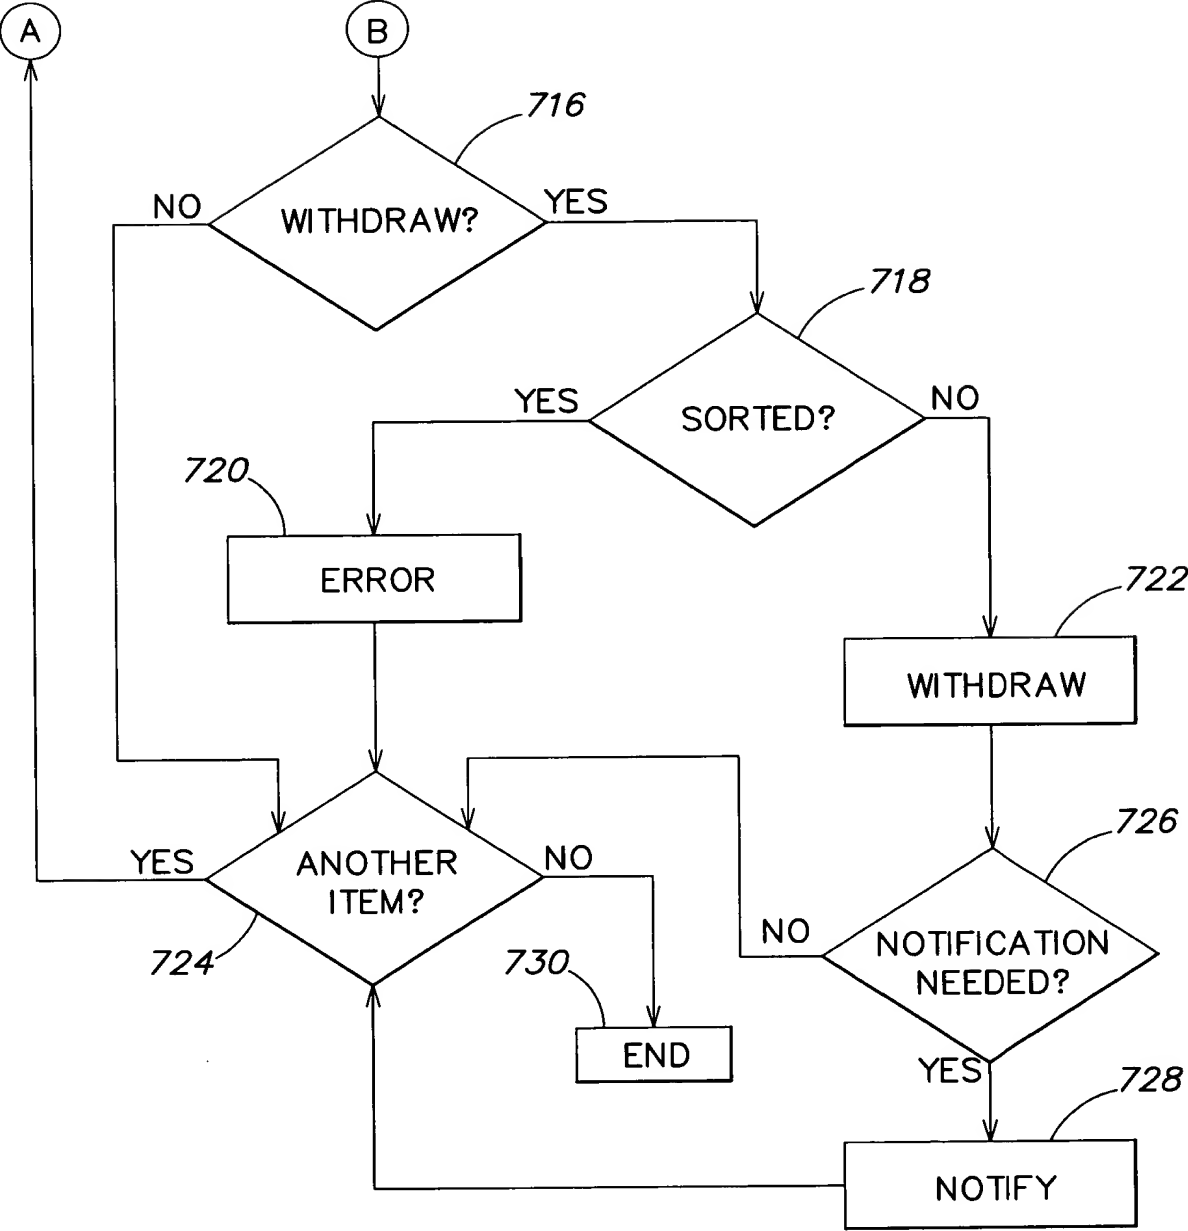 A
B
716
NO
WITHDRAW?
YES
718
YES
SORTED?
NO
720
ERROR
722
WITHDRAW
726
YES
ANOTHER
ITEM?
NO
724
730
NO
NOTIFICATION
NEEDED?
END
YES
728
NOTIFY